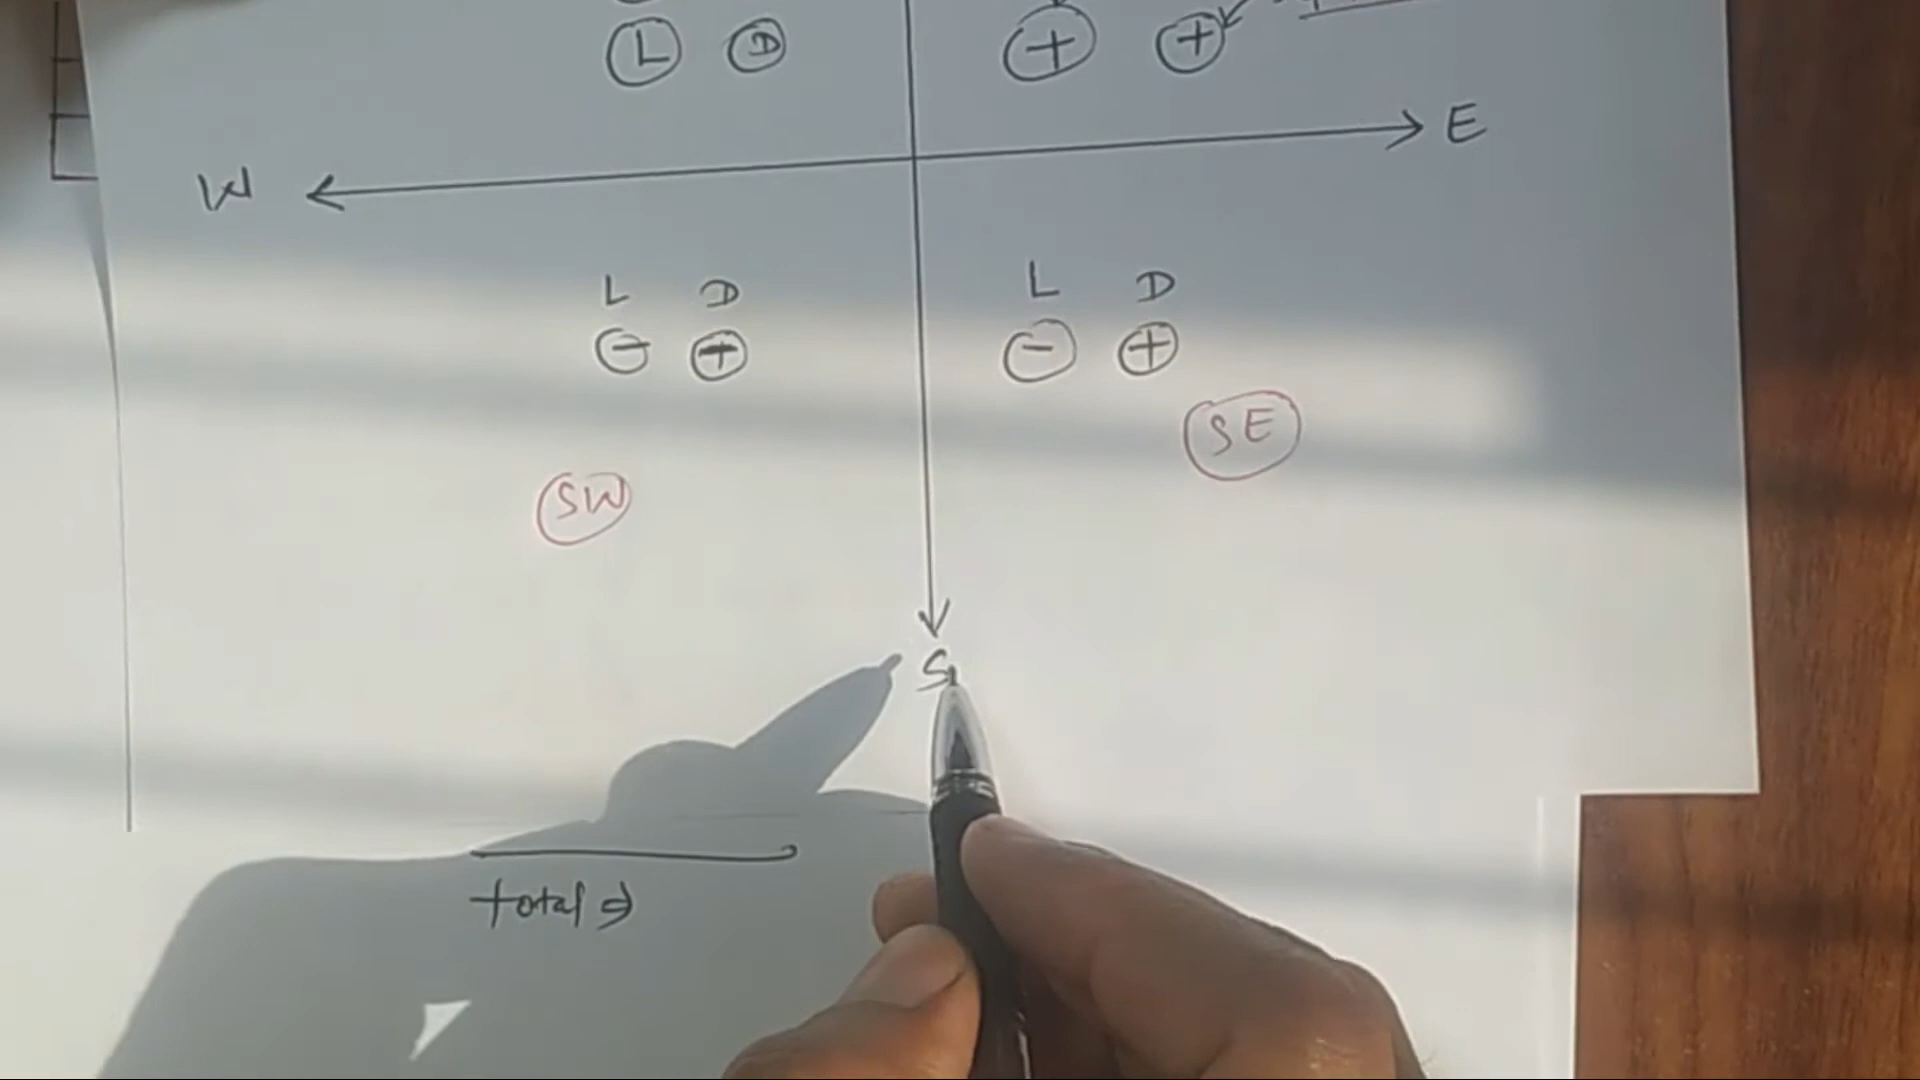 L D + +
E
W
L D L D
- + - +
SE
SW
S
total ⇒